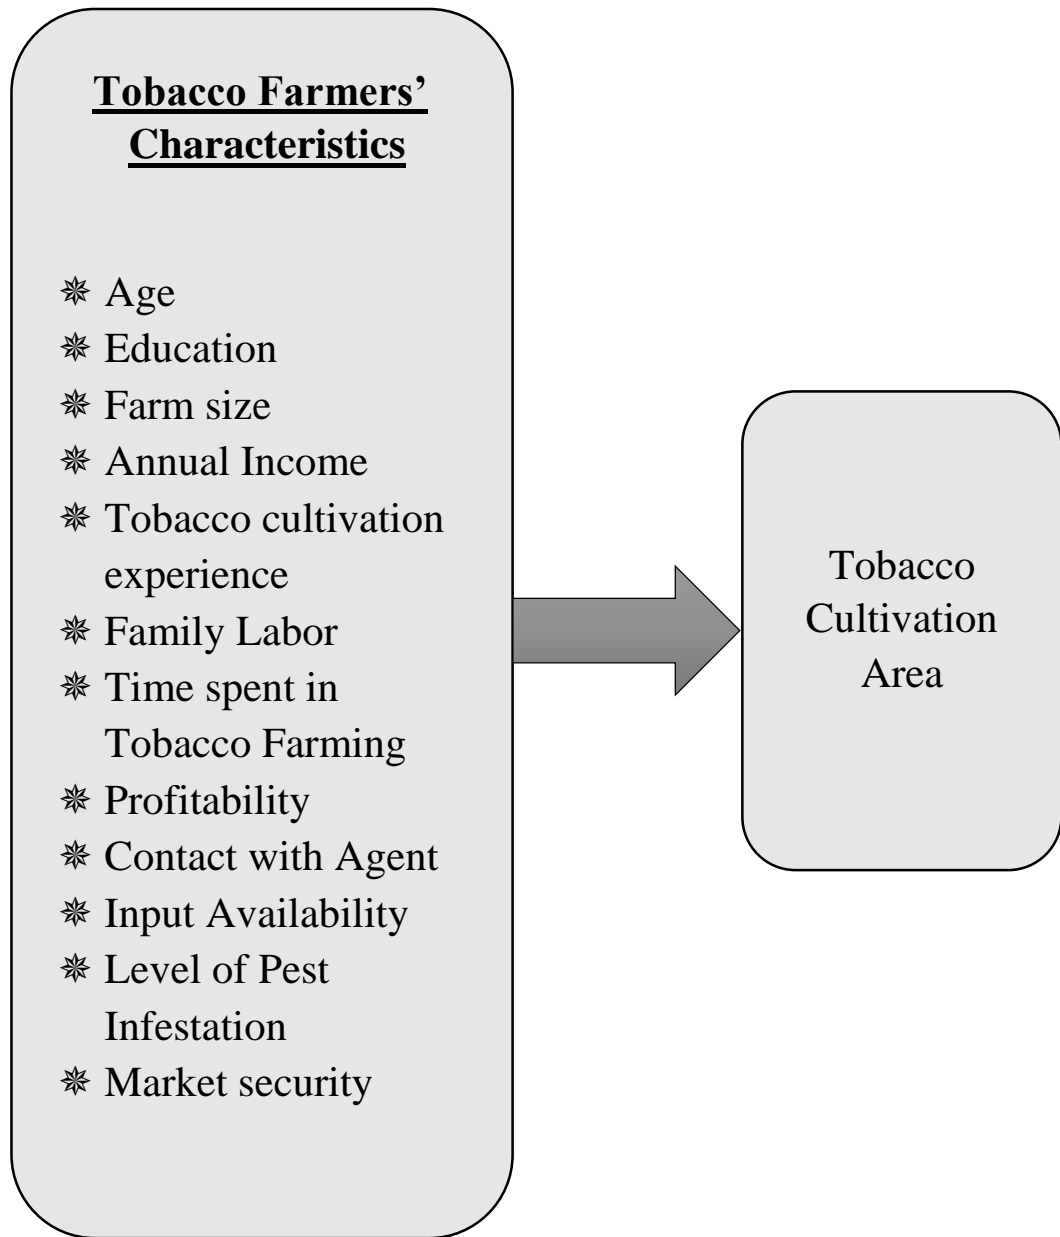 Tobacco Farmers’
Characteristics
✵ Age
✵ Education
✵ Farm size
✵ Annual Income
✵ Tobacco cultivation
experience
✵ Family Labor
✵ Time spent in
Tobacco Farming
✵ Profitability
✵ Contact with Agent
✵ Input Availability
✵ Level of Pest
Infestation
✵ Market security
Tobacco
Cultivation
Area